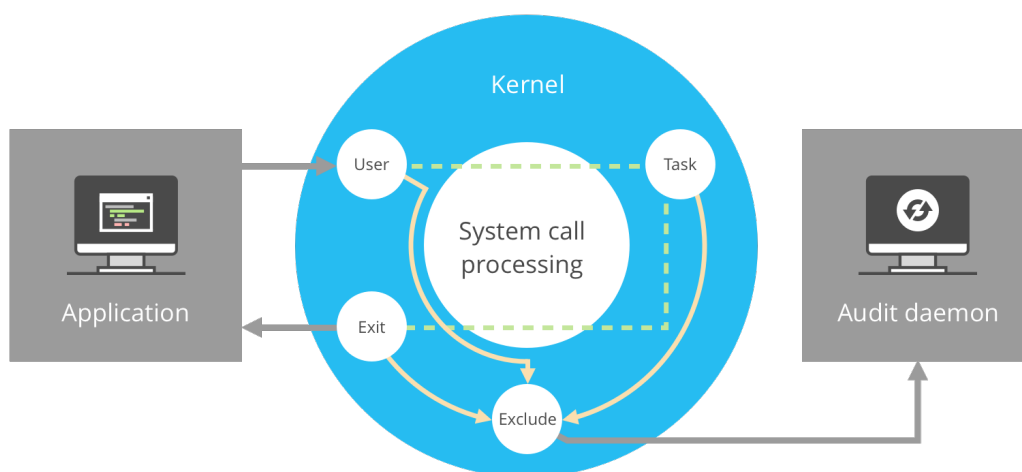 Kernel
User
Task
System call
processing
Application
Audit daemon
Exit
Exclude